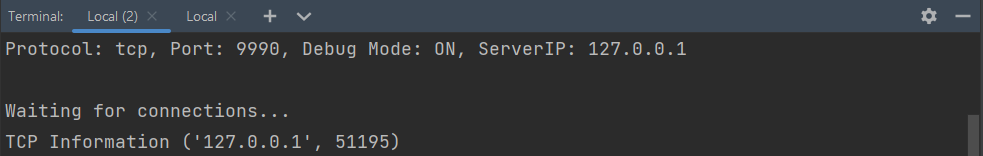 Terminal: Local (2) Local
Protocol: tcp, Port: 9990, Debug Mode: ON, ServerIP: 127.0.0.1
Waiting for connections...
TCP Information ('127.0.0.1', 51195)